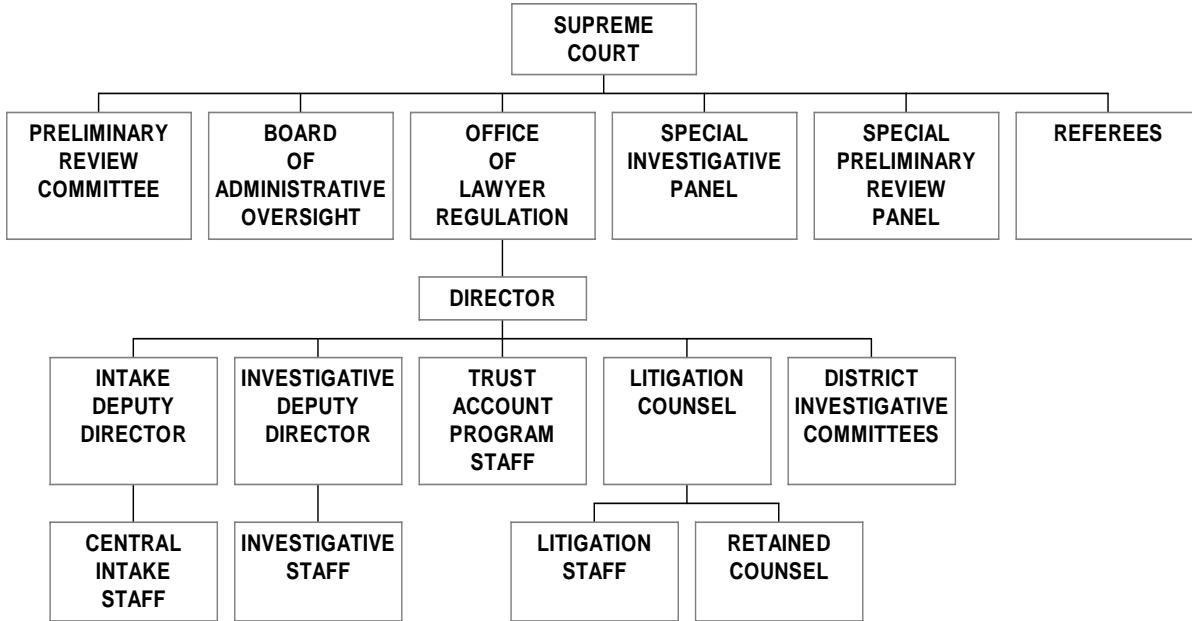 SUPREME
COURT
PRELIMINARY
REVIEW
COMMITTEE
BOARD
OF
ADMINISTRATIVE
OVERSIGHT
OFFICE
OF
LAWYER
REGULATION
SPECIAL
INVESTIGATIVE
PANEL
SPECIAL
PRELIMINARY
REVIEW
PANEL
REFEREES
DIRECTOR
INTAKE
DEPUTY
DIRECTOR
INVESTIGATIVE
DEPUTY
DIRECTOR
TRUST
ACCOUNT
PROGRAM
STAFF
LITIGATION
COUNSEL
DISTRICT
INVESTIGATIVE
COMMITTEES
CENTRAL
INTAKE
STAFF
INVESTIGATIVE
STAFF
LITIGATION
STAFF
RETAINED
COUNSEL